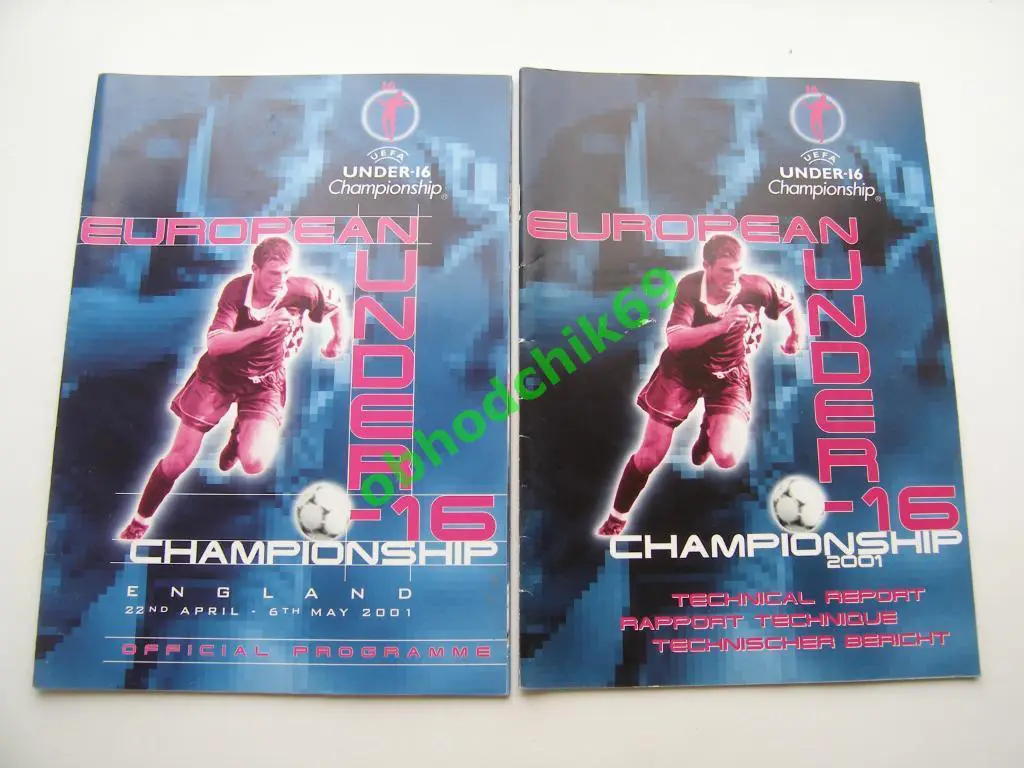 UEFA
UNDER-16
Championship®
EUROPEAN
UNDER
-16
CHAMPIONSHIP
ENGLAND
22ND APRIL - 6TH MAY 2001
OFFICIAL PROGRAMME
UEFA
UNDER-16
Championship®
EUROPEAN
UNDER
-16
CHAMPIONSHIP
2001
TECHNICAL REPORT
RAPPORT TECHNIQUE
TECHNISCHER BERICHT
obhodchik69